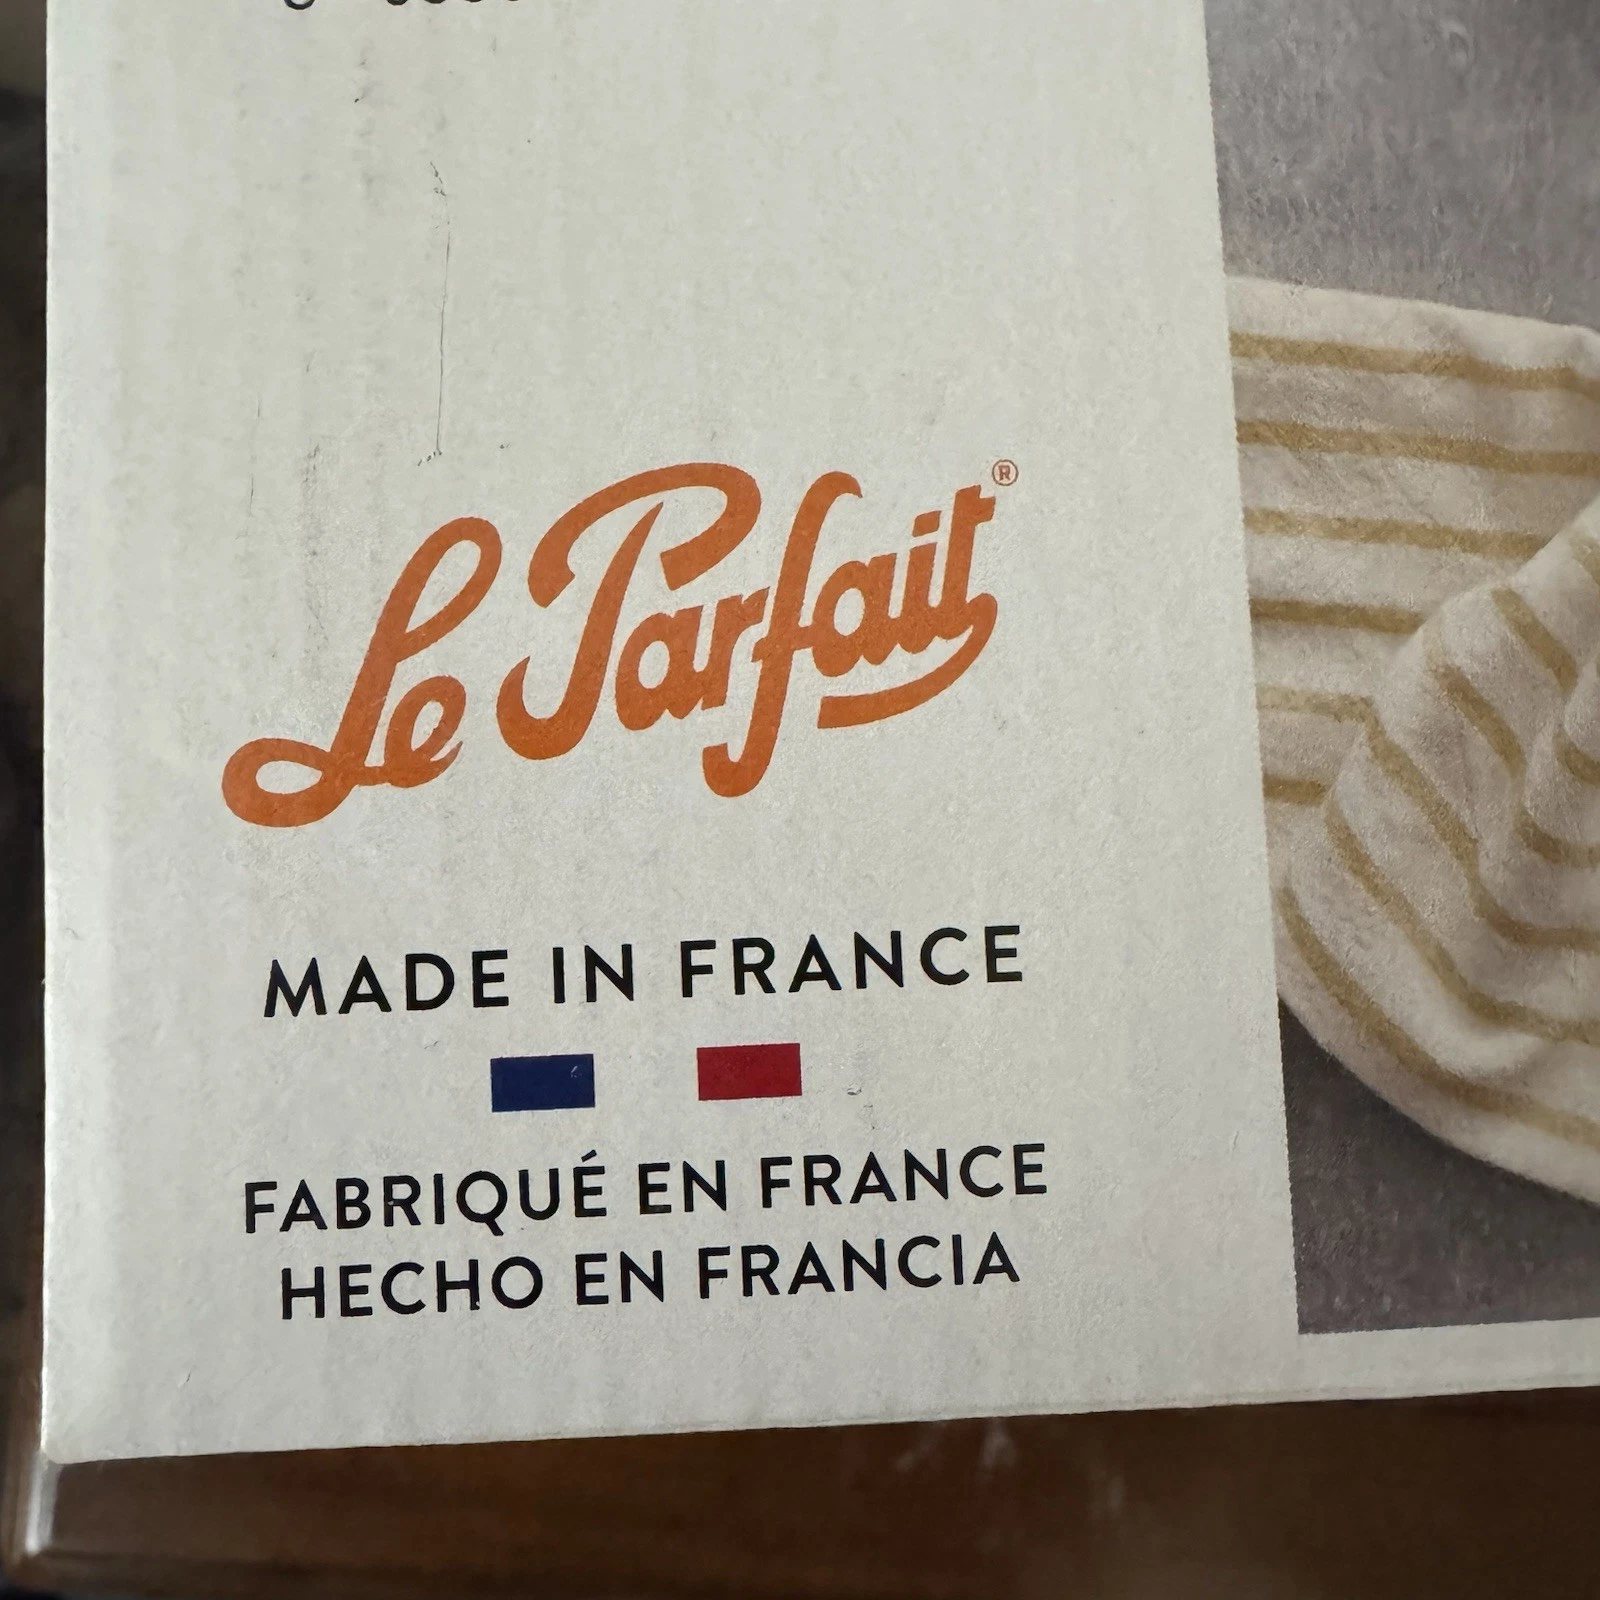 Le Parfait®
MADE IN FRANCE
FABRIQUÉ EN FRANCE
HECHO EN FRANCIA